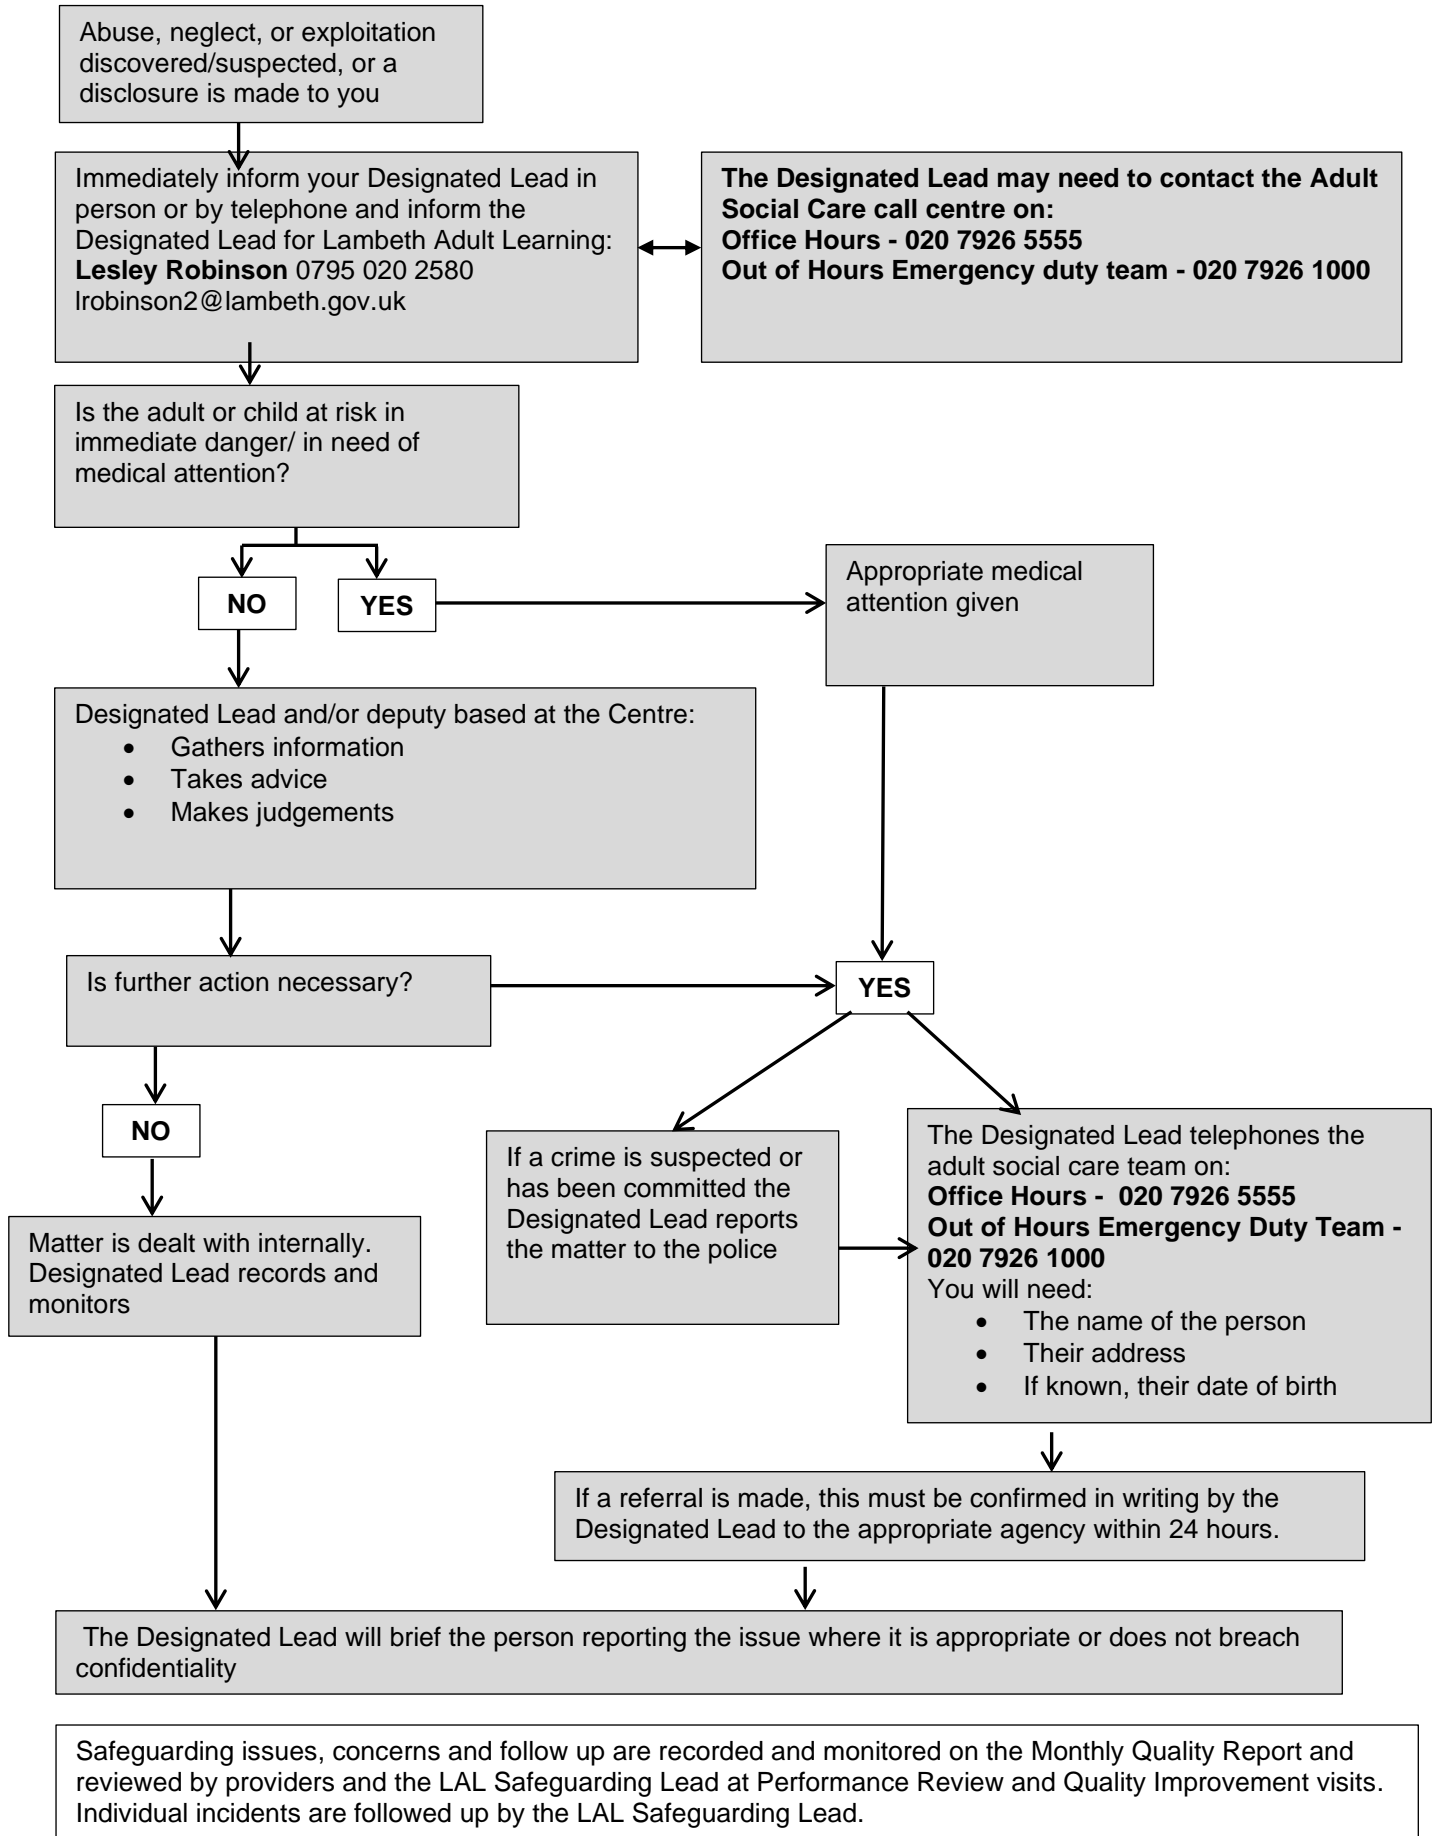 Abuse, neglect, or exploitation
discovered/suspected, or a
disclosure is made to you
Immediately inform your Designated Lead in
person or by telephone and inform the
Designated Lead for Lambeth Adult Learning:
Lesley Robinson 0795 020 2580
lrobinson2@lambeth.gov.uk
The Designated Lead may need to contact the Adult
Social Care call centre on:
Office Hours - 020 7926 5555
Out of Hours Emergency duty team - 020 7926 1000
Is the adult or child at risk in
immediate danger/ in need of
medical attention?
NO
YES
Appropriate medical
attention given
Designated Lead and/or deputy based at the Centre:
• Gathers information
• Takes advice
• Makes judgements
Is further action necessary?
YES
NO
Matter is dealt with internally.
Designated Lead records and
monitors
If a crime is suspected or
has been committed the
Designated Lead reports
the matter to the police
The Designated Lead telephones the
adult social care team on:
Office Hours - 020 7926 5555
Out of Hours Emergency Duty Team -
020 7926 1000
You will need:
• The name of the person
• Their address
• If known, their date of birth
If a referral is made, this must be confirmed in writing by the
Designated Lead to the appropriate agency within 24 hours.
The Designated Lead will brief the person reporting the issue where it is appropriate or does not breach
confidentiality
Safeguarding issues, concerns and follow up are recorded and monitored on the Monthly Quality Report and
reviewed by providers and the LAL Safeguarding Lead at Performance Review and Quality Improvement visits.
Individual incidents are followed up by the LAL Safeguarding Lead.